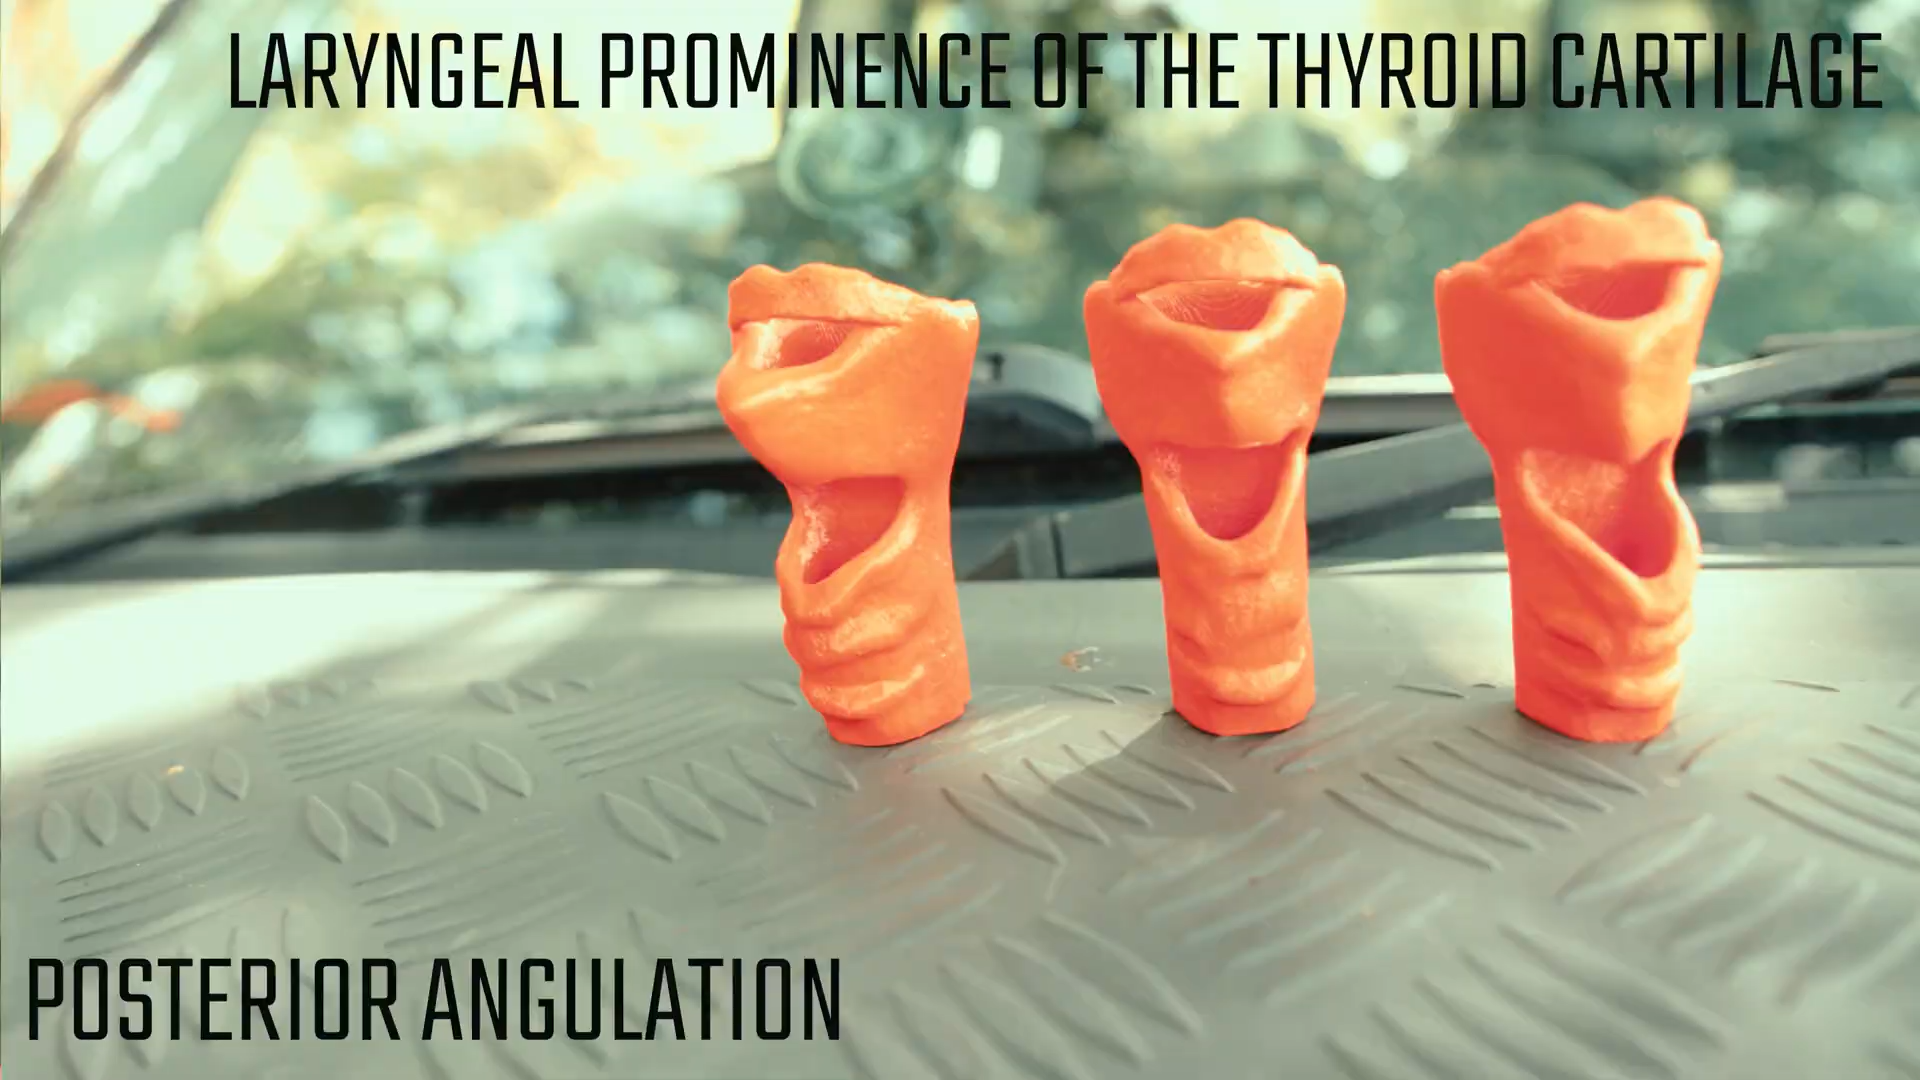 LARYNGEAL PROMINENCE OF THE THYROID CARTILAGE
POSTERIOR ANGULATION